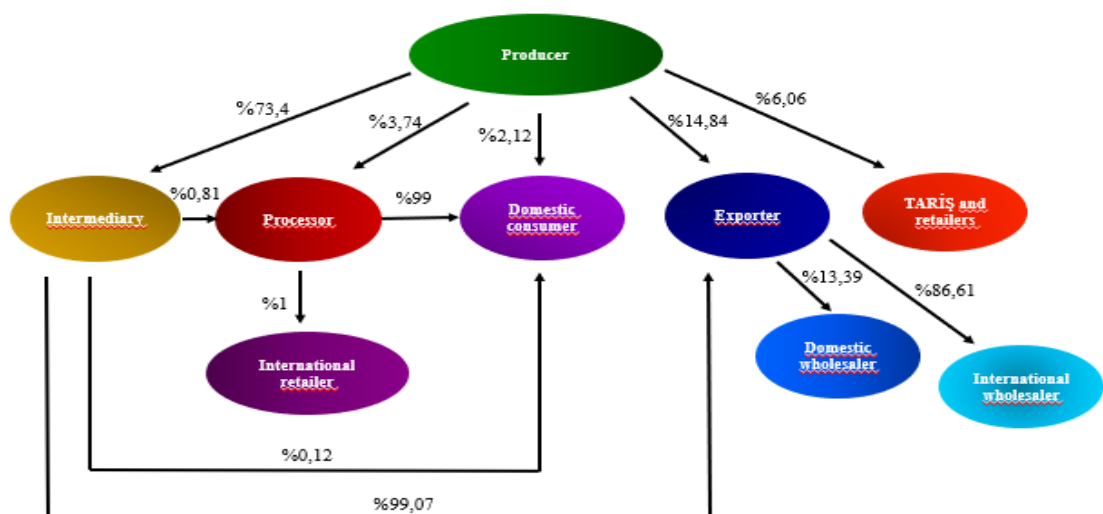 Producer
%73,4
%3,74
%2,12
%14,84
%6,06
Intermediary
%0,81
Processor
%99
Domestic
consumer
Exporter
TARİŞ and
retailers
%1
%13,39
%86,61
International
retailer
Domestic
wholesaler
International
wholesaler
%0,12
%99,07